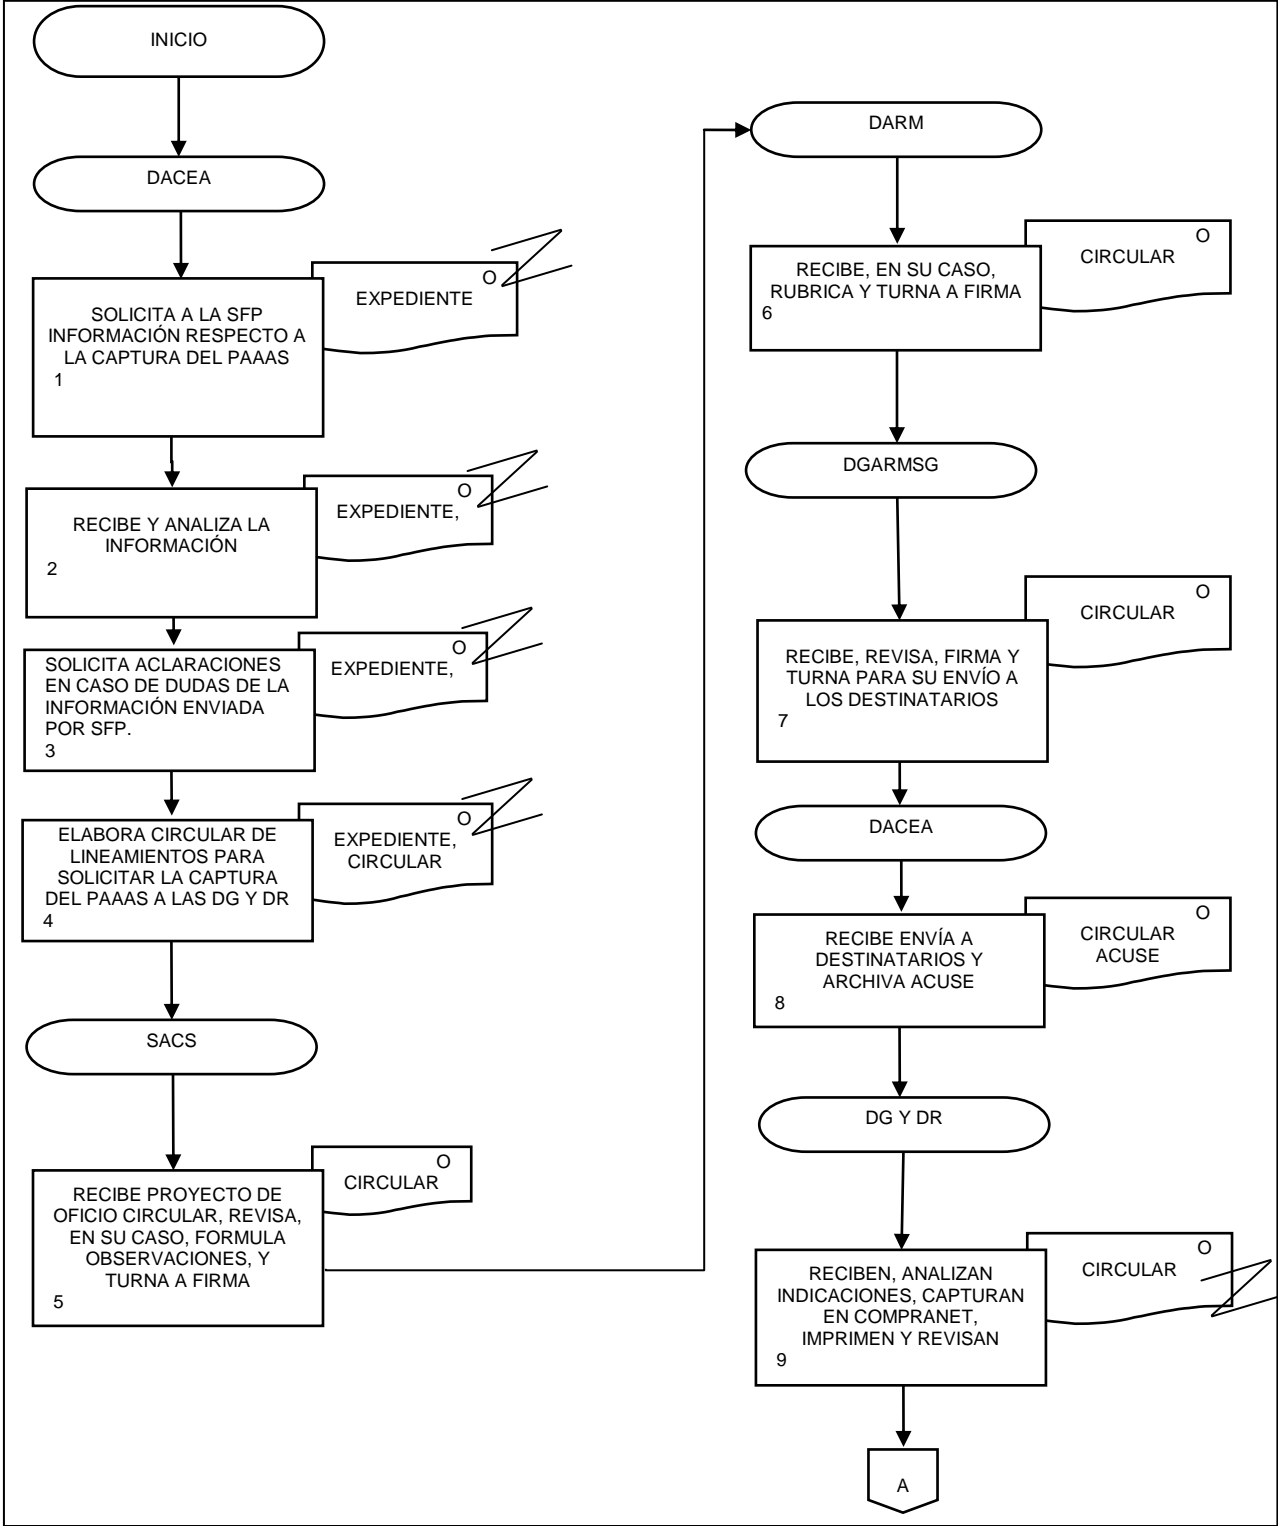 INICIO
DACEA
SOLICITA A LA SFP
INFORMACIÓN RESPECTO A
LA CAPTURA DEL PAAAS
1
O
EXPEDIENTE
RECIBE Y ANALIZA LA
INFORMACIÓN
2
O
EXPEDIENTE,
SOLICITA ACLARACIONES
EN CASO DE DUDAS DE LA
INFORMACIÓN ENVIADA
POR SFP.
3
O
EXPEDIENTE,
ELABORA CIRCULAR DE
LINEAMIENTOS PARA
SOLICITAR LA CAPTURA
DEL PAAAS A LAS DG Y DR
4
O
EXPEDIENTE,
CIRCULAR
SACS
RECIBE PROYECTO DE
OFICIO CIRCULAR, REVISA,
EN SU CASO, FORMULA
OBSERVACIONES, Y
TURNA A FIRMA
5
O
CIRCULAR
DARM
RECIBE, EN SU CASO,
RUBRICA Y TURNA A FIRMA
6
O
CIRCULAR
DGARMSG
RECIBE, REVISA, FIRMA Y
TURNA PARA SU ENVÍO A
LOS DESTINATARIOS
7
O
CIRCULAR
DACEA
RECIBE ENVÍA A
DESTINATARIOS Y
ARCHIVA ACUSE
8
O
CIRCULAR
ACUSE
DG Y DR
RECIBEN, ANALIZAN
INDICACIONES, CAPTURAN
EN COMPRANET,
IMPRIMEN Y REVISAN
9
O
CIRCULAR
A